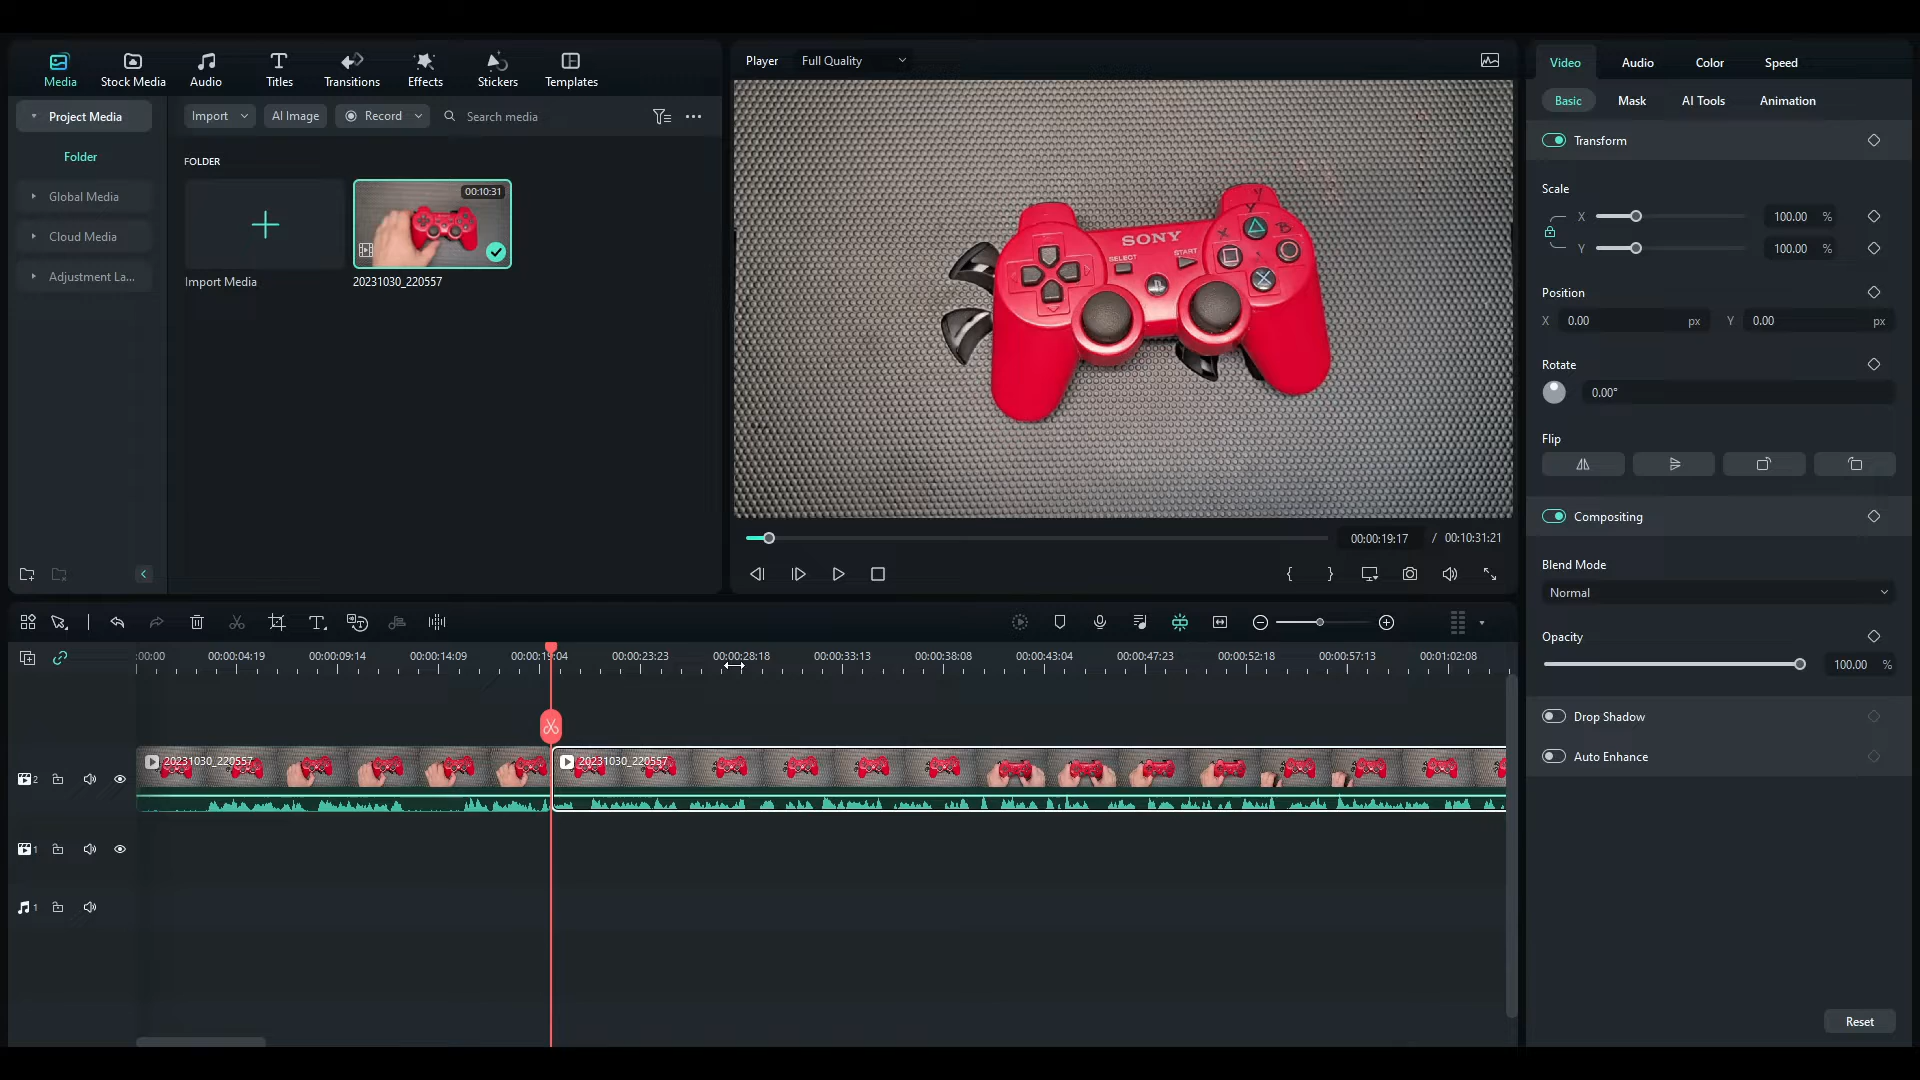 Media
Stock Media
Audio
Titles
Transitions
Effects
Stickers
Templates
Project Media
Folder
Global Media
Cloud Media
Adjustment La...
Import
AI Image
Record
Search media
FOLDER
00:10:31
Import Media
20231030_220557
Player
Full Quality
SONY
SELECT
START
00:00:19:17
/ 00:10:31:21
Video
Audio
Color
Speed
Basic
Mask
AI Tools
Animation
Transform
Scale
X 100.00 %
Y 100.00 %
Position
X 0.00 px Y 0.00 px
Rotate
0.00°
Flip
Compositing
Blend Mode
Normal
Opacity
100.00 %
Drop Shadow
Auto Enhance
Reset
:00:00 00:00:04:19 00:00:09:14 00:00:14:09 00:00:19:04 00:00:23:23 00:00:28:18 00:00:33:13 00:00:38:08 00:00:43:04 00:00:47:23 00:00:52:18 00:00:57:13 00:01:02:08
20231030_220557
20231030_220557
2
1
1